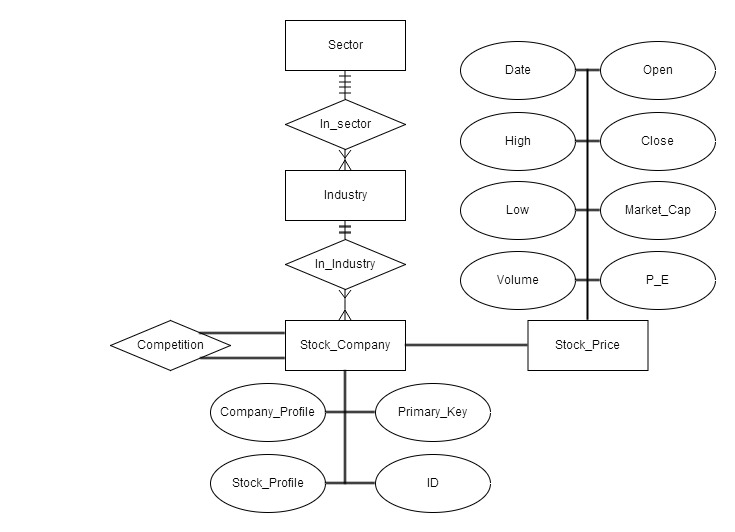 Sector
Date
Open
In_sector
High
Close
Industry
Low
Market_Cap
In_Industry
Volume
P_E
Competition
Stock_Company
Stock_Price
Company_Profile
Primary_Key
Stock_Profile
ID